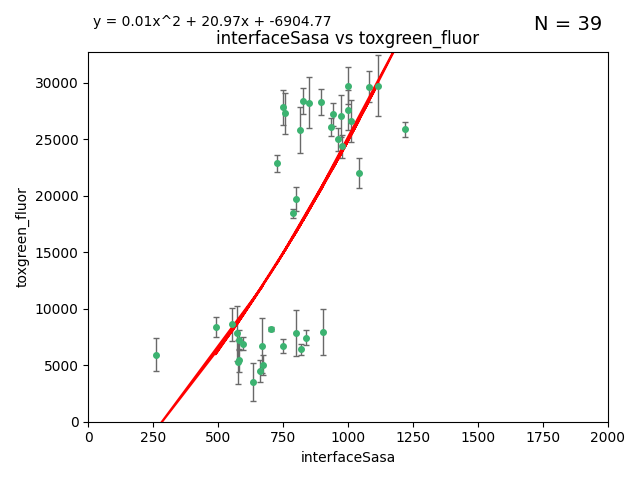 y = 0.01x^2 + 20.97x + -6904.77
N = 39
interfaceSasa vs toxgreen_fluor
toxgreen_fluor
30000
25000
20000
15000
10000
5000
0
0 250 500 750 1000 1250 1500 1750 2000
interfaceSasa